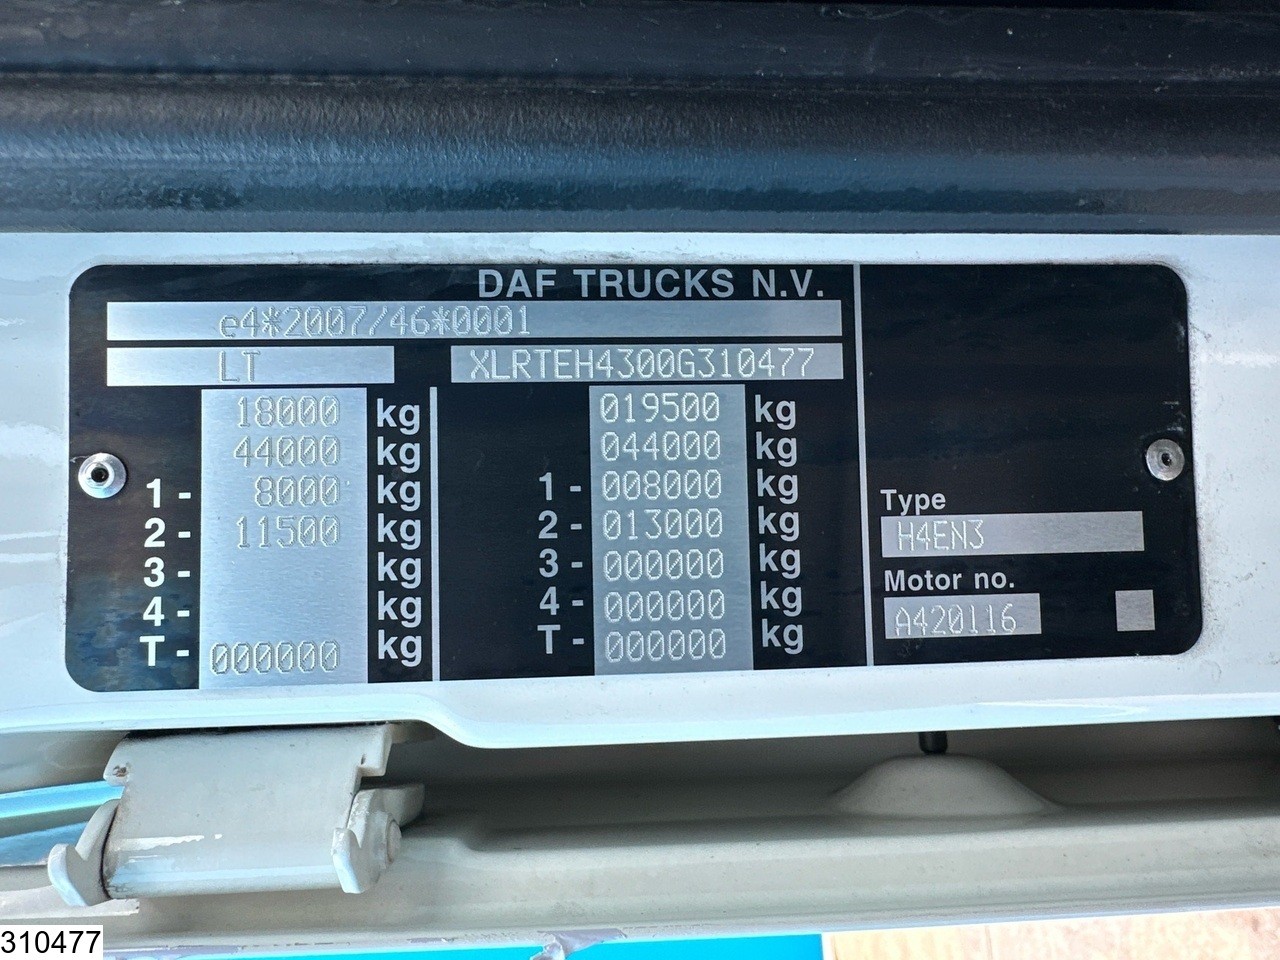 DAF TRUCKS N.V.
e4*2007/46*0001
LT XLRTEH4300G310477
18000 kg 019500 kg
44000 kg 044000 kg
1 - 8000 kg 1 - 008000 kg
2 - 11500 kg 2 - 013000 kg
3 - kg 3 - 000000 kg
4 - kg 4 - 000000 kg
T - 000000 kg T - 000000 kg
Type
H4EN3
Motor no.
A420116
310477